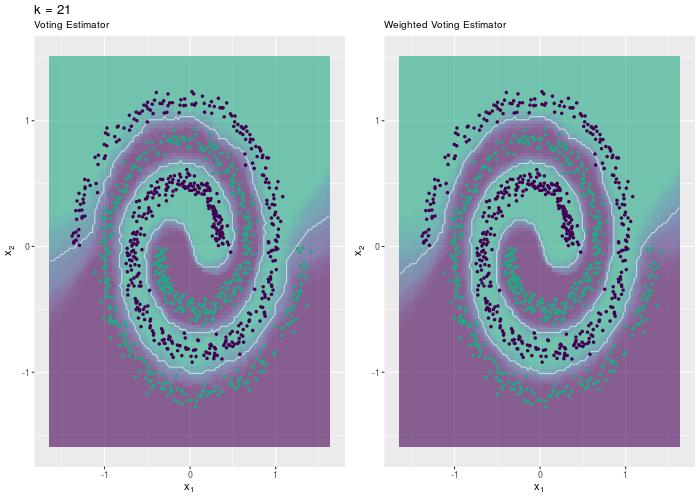 k = 21
Voting Estimator
Weighted Voting Estimator
1
0
-1
x₂
-1
0
1
x₁
1
0
-1
x₂
-1
0
1
x₁